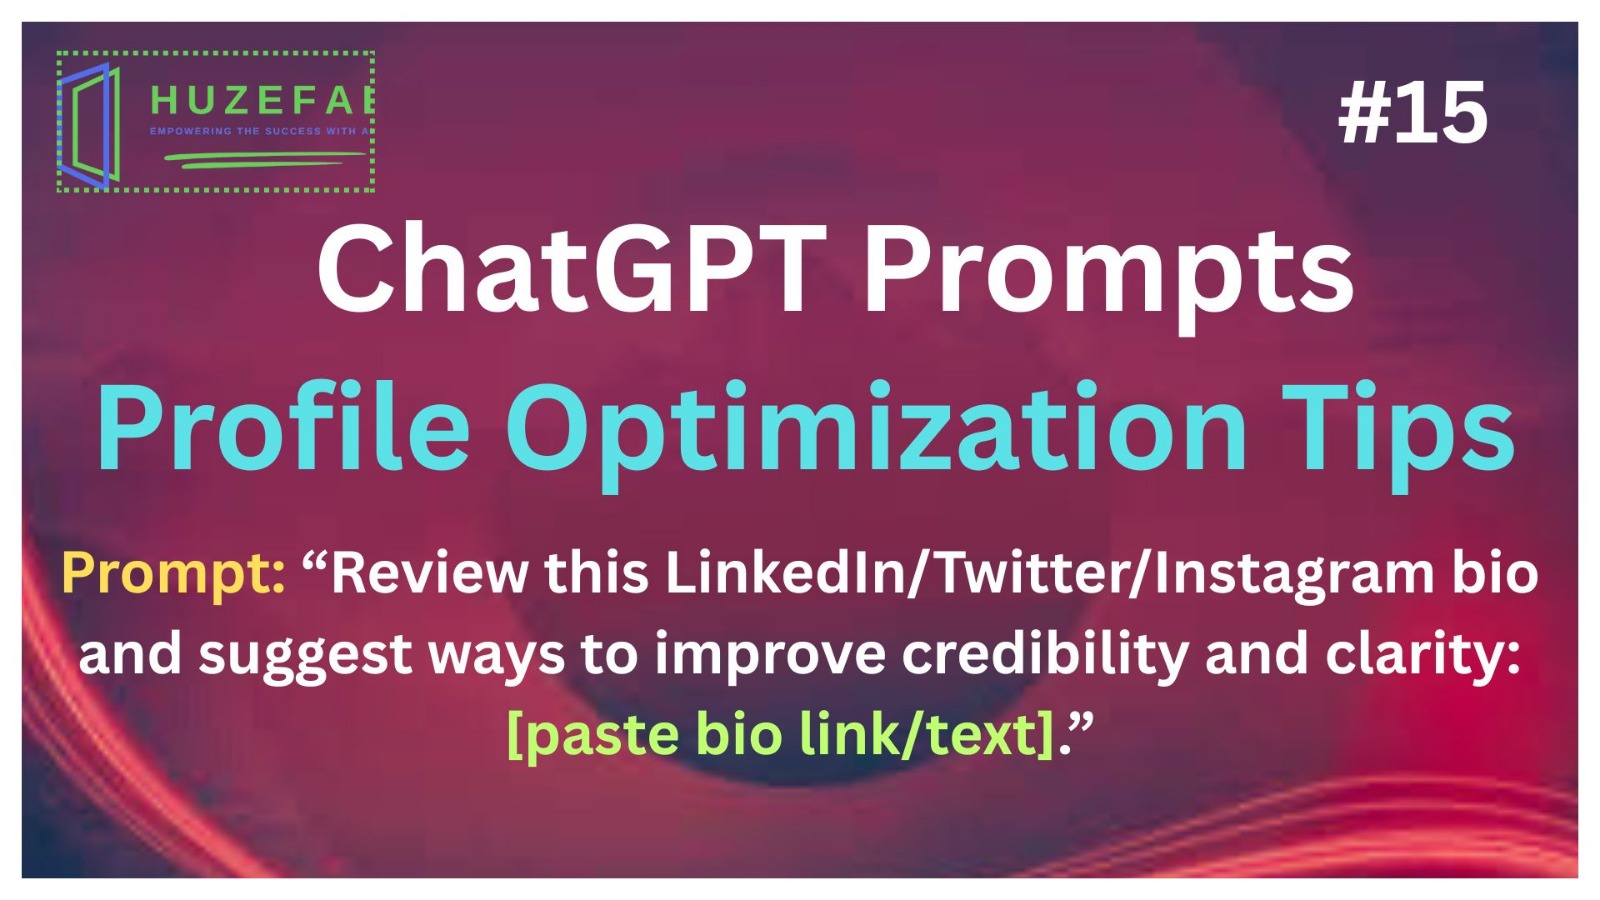 HUZEFAI
EMPOWERING THE SUCCESS WITH A
#15
ChatGPT Prompts
Profile Optimization Tips
Prompt: “Review this LinkedIn/Twitter/Instagram bio
and suggest ways to improve credibility and clarity:
[paste bio link/text].”